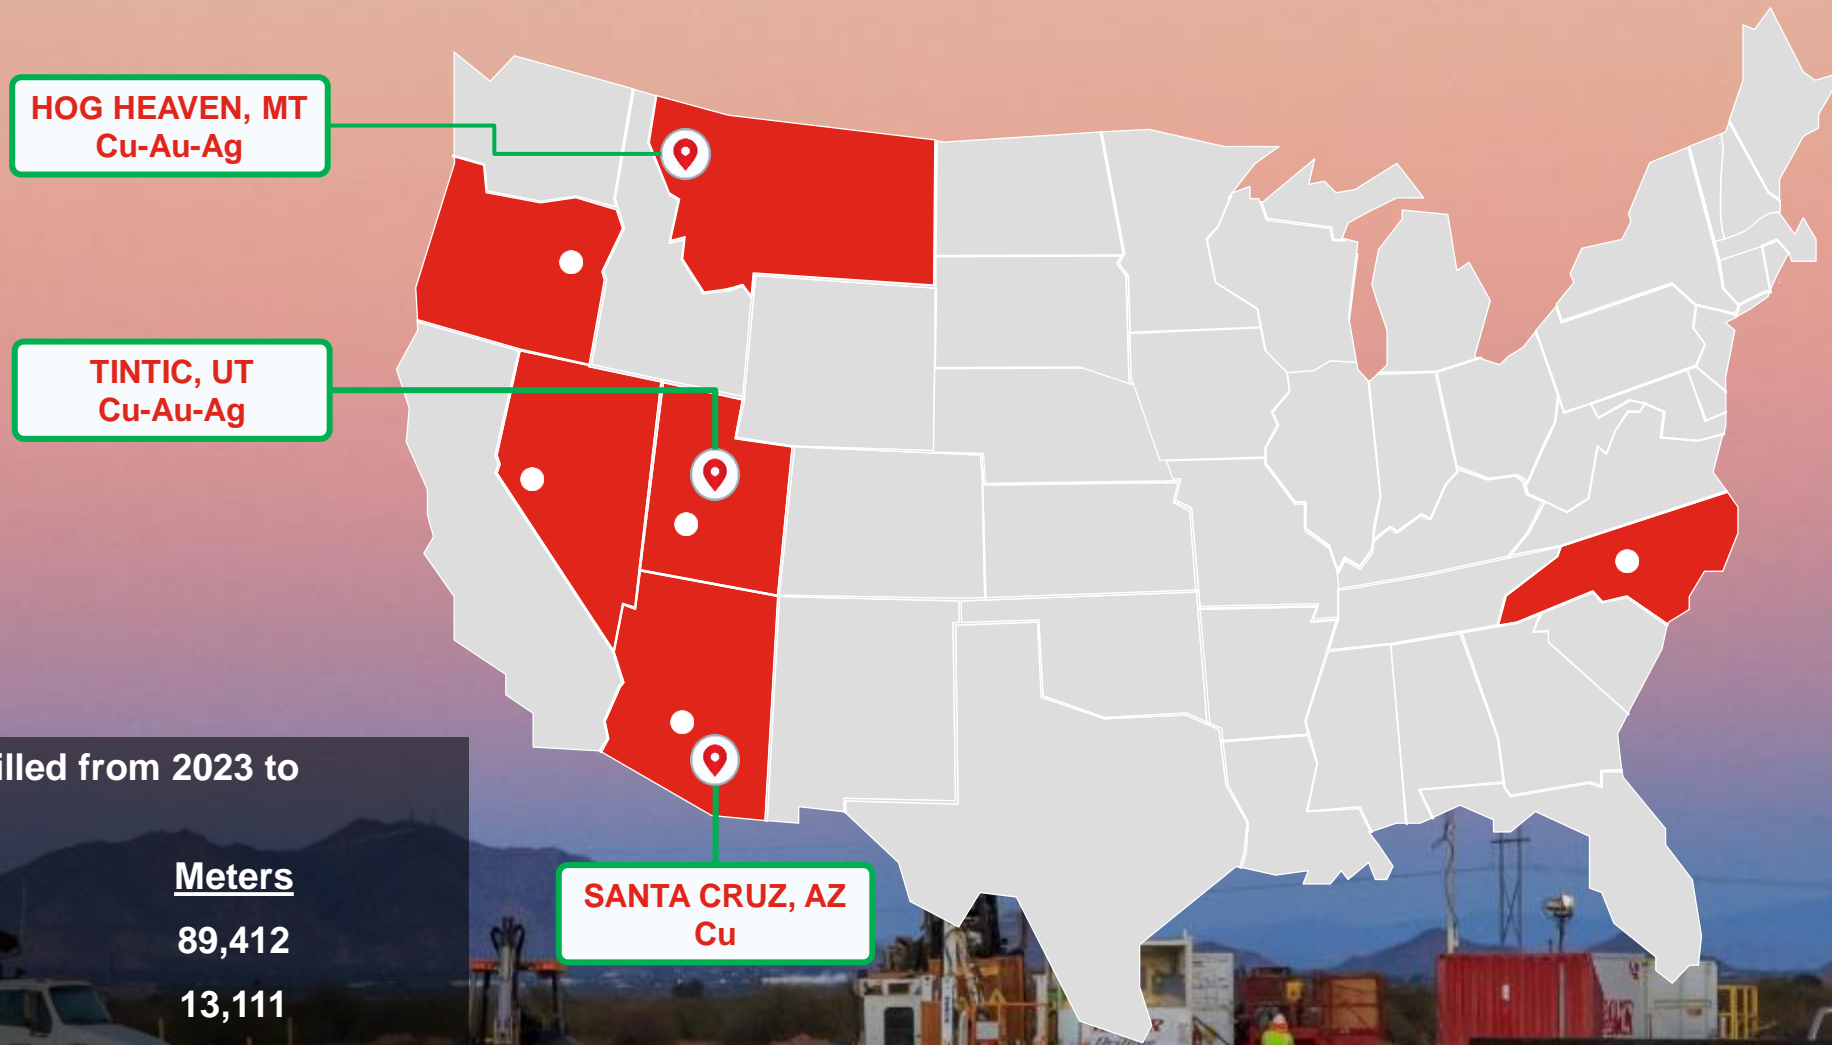 HOG HEAVEN, MT
Cu-Au-Ag
TINTIC, UT
Cu-Au-Ag
SANTA CRUZ, AZ
Cu
from 2023 to
Meters
89,412
13,111